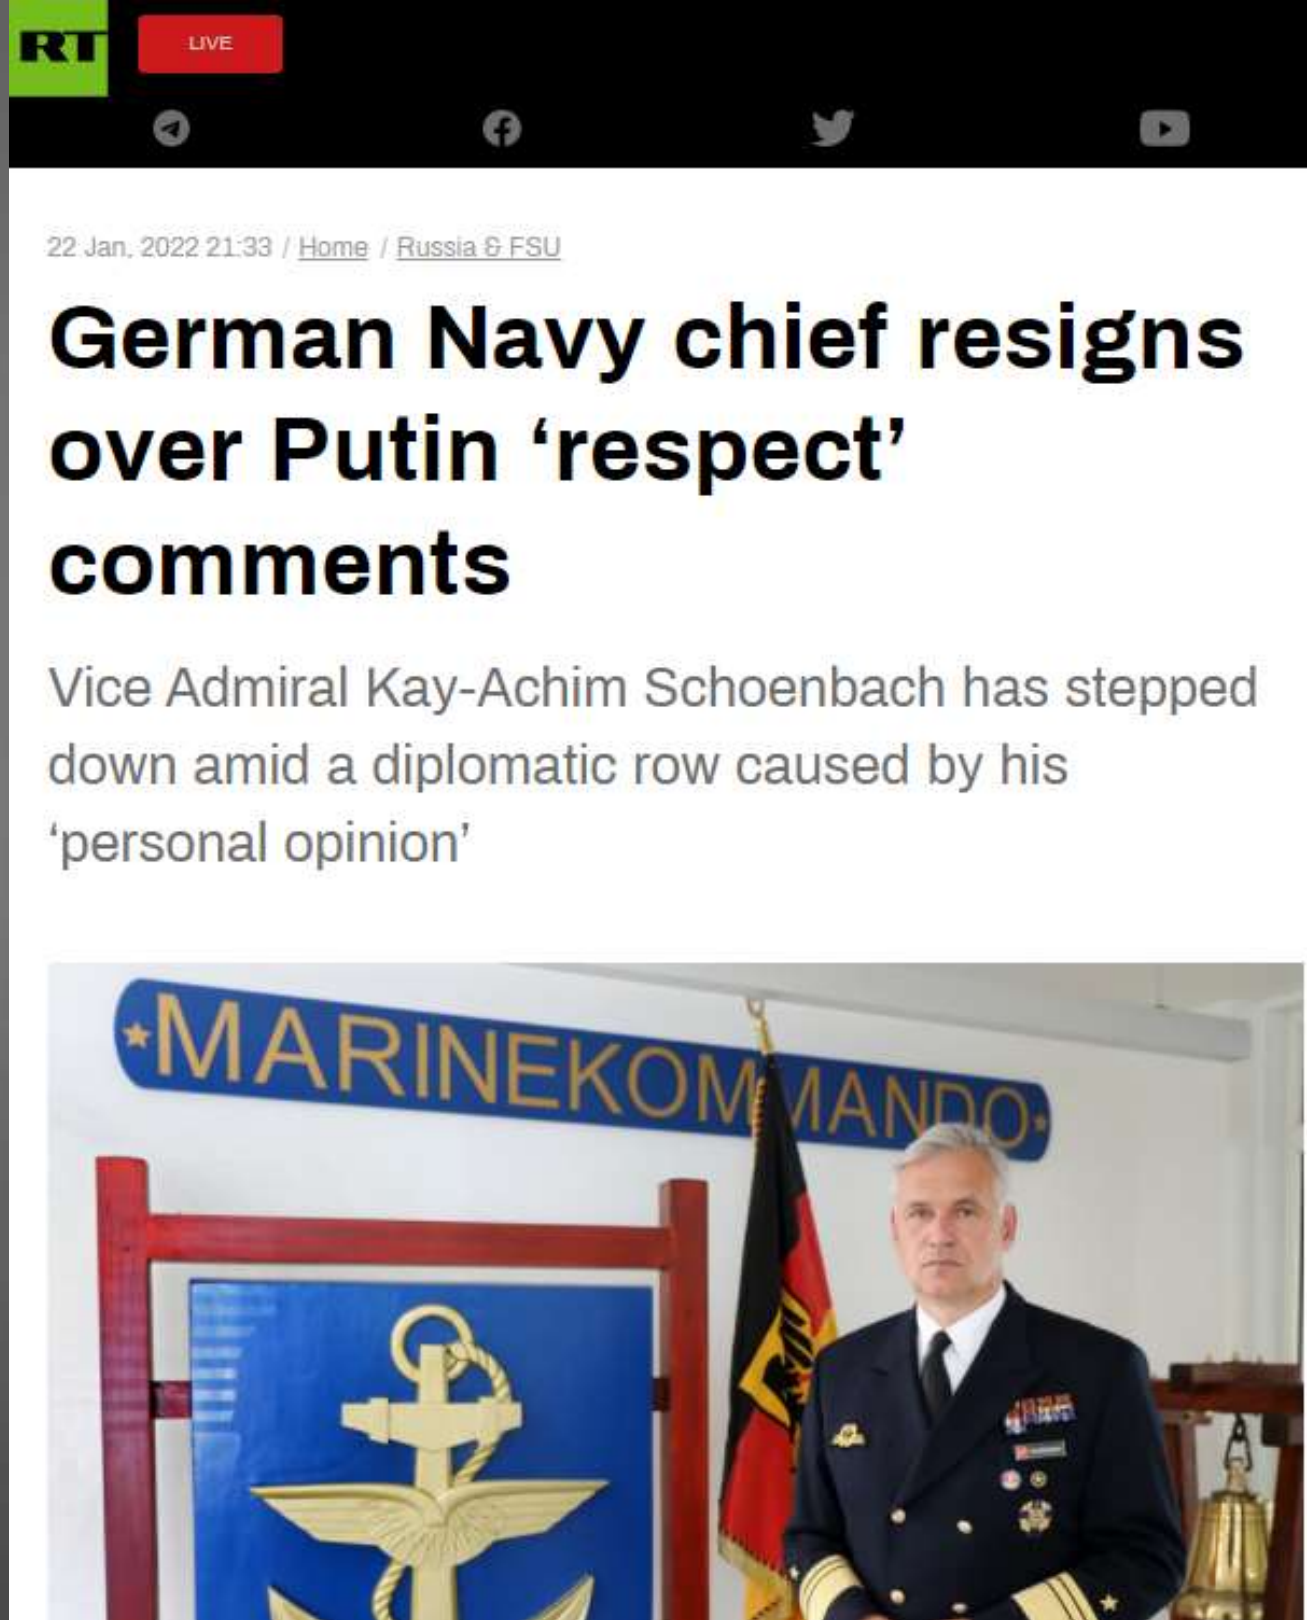 RT
LIVE
22 Jan, 2022 21:33 / Home / Russia & FSU
German Navy chief resigns
over Putin ‘respect’
comments
Vice Admiral Kay-Achim Schoenbach has stepped
down amid a diplomatic row caused by his
‘personal opinion’
MARINEKOMMANDO